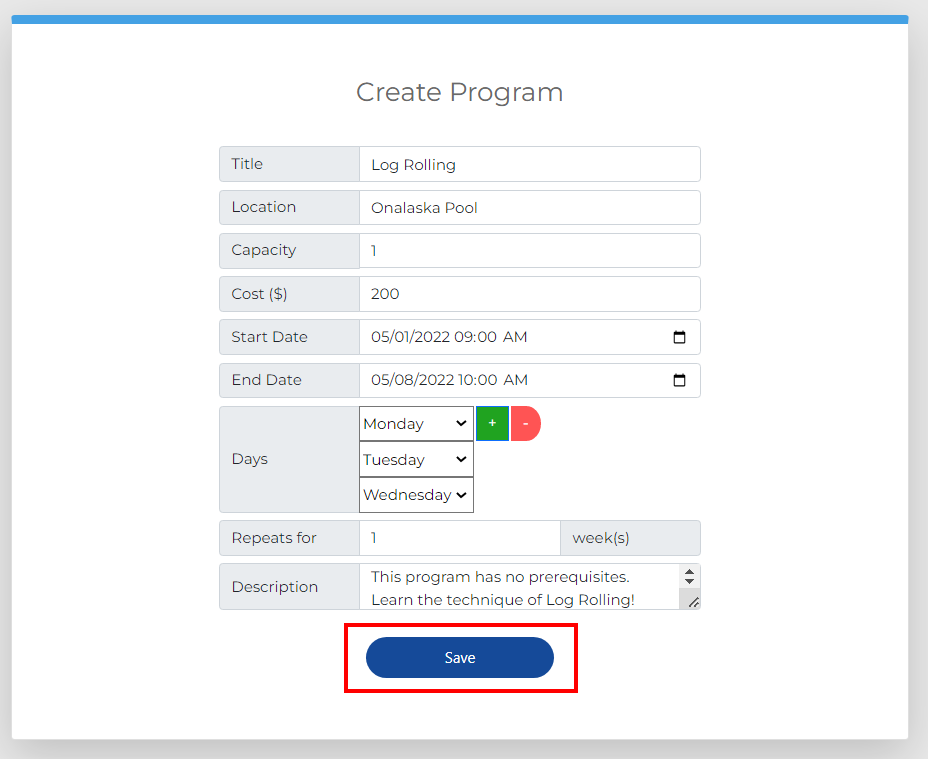 Create Program
Title Log Rolling
Location Onalaska Pool
Capacity 1
Cost ($) 200
Start Date 05/01/2022 09:00 AM
End Date 05/08/2022 10:00 AM
Monday + -
Days Tuesday
Wednesday
Repeats for 1 week(s)
Description This program has no prerequisites.
Learn the technique of Log Rolling!
Save